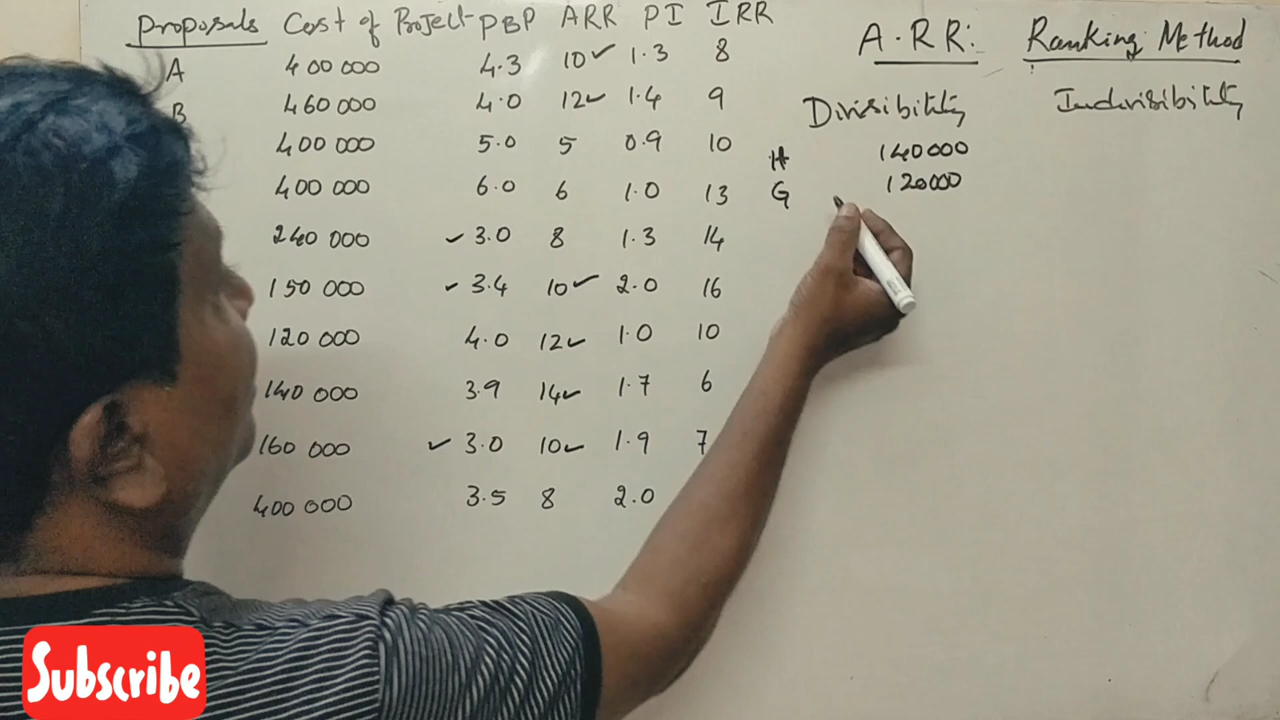 Proposals Cost of Project PBP ARR PI IRR
A 400 000 4.3 10✓ 1.3 8
B 460 000 4.0 12✓ 1.4 9
400 000 5.0 5 0.9 10
400 000 6.0 6 1.0 13
240 000 ✓3.0 8 1.3 14
150 000 ✓3.4 10✓ 2.0 16
120 000 4.0 12✓ 1.0 10
140 000 3.9 14✓ 1.7 6
160 000 ✓3.0 10✓ 1.9 7
400 000 3.5 8 2.0
A.RR: Ranking Method
Divisibility Indivisibility
H 140000
G 120000
Subscribe